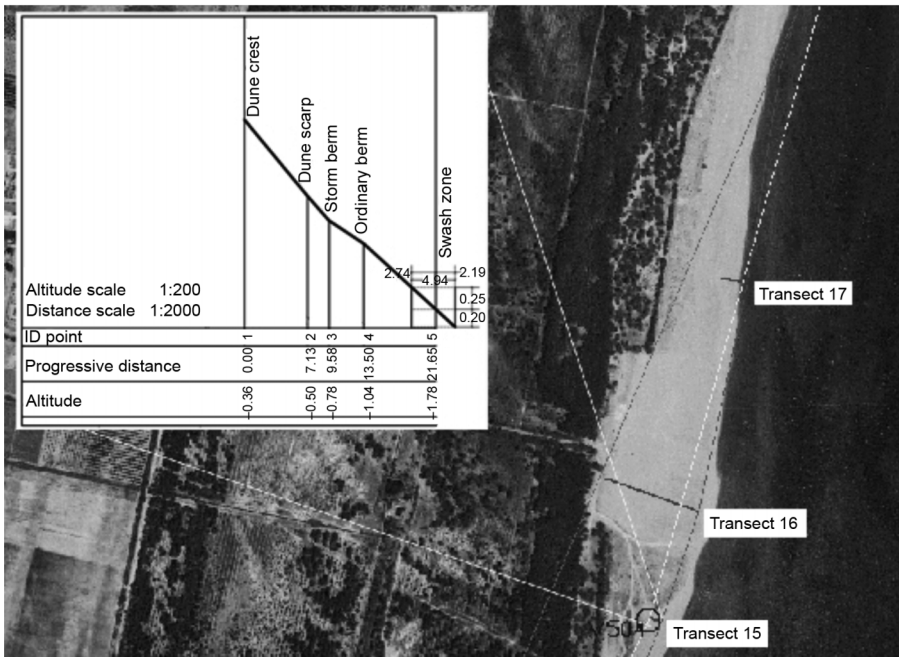 Dune crest
Dune scarp
Storm berm
Ordinary berm
Swash zone
2.74
2.19
4.94
0.25
0.20
Altitude scale 1:200
Distance scale 1:2000
ID point 1 2 3 4 5
Progressive distance 0.00 7.13 9.58 13.50 21.65
Altitude −0.36 −0.50 −0.78 −1.04 −1.78
Transect 17
Transect 16
Transect 15